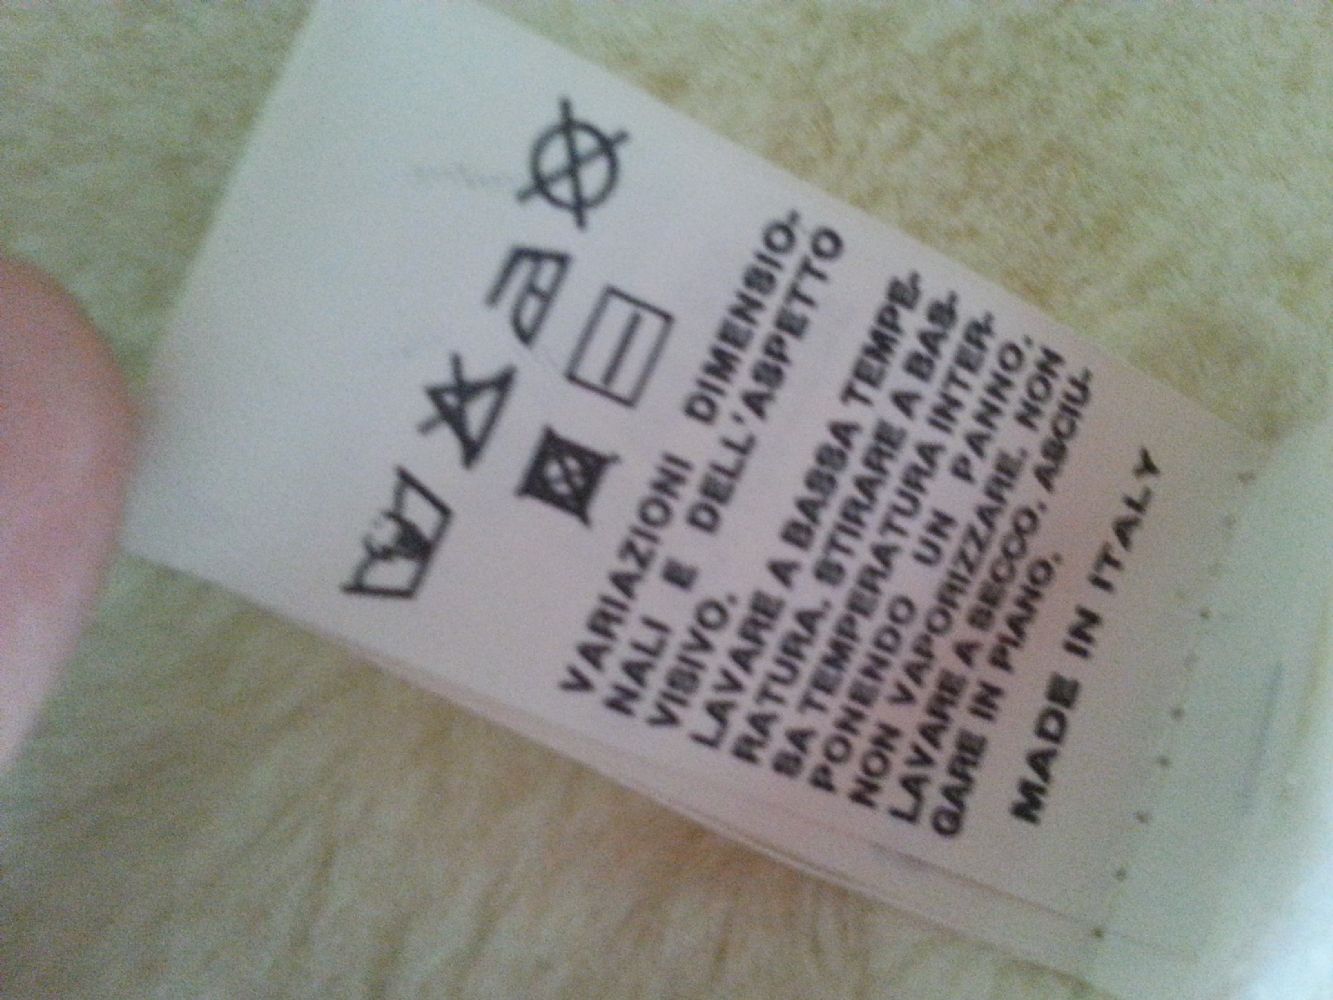 VARIAZIONI DIMENSIO-
NALI E DELL'ASPETTO
VISIVO.
LAVARE A BASSA TEMPE-
RATURA. STIRARE A BAS-
SA TEMPERATURA INTER-
PONENDO UN PANNO.
NON VAPORIZZARE. NON
LAVARE A SECCO. ASCIU-
GARE IN PIANO.
MADE IN ITALY